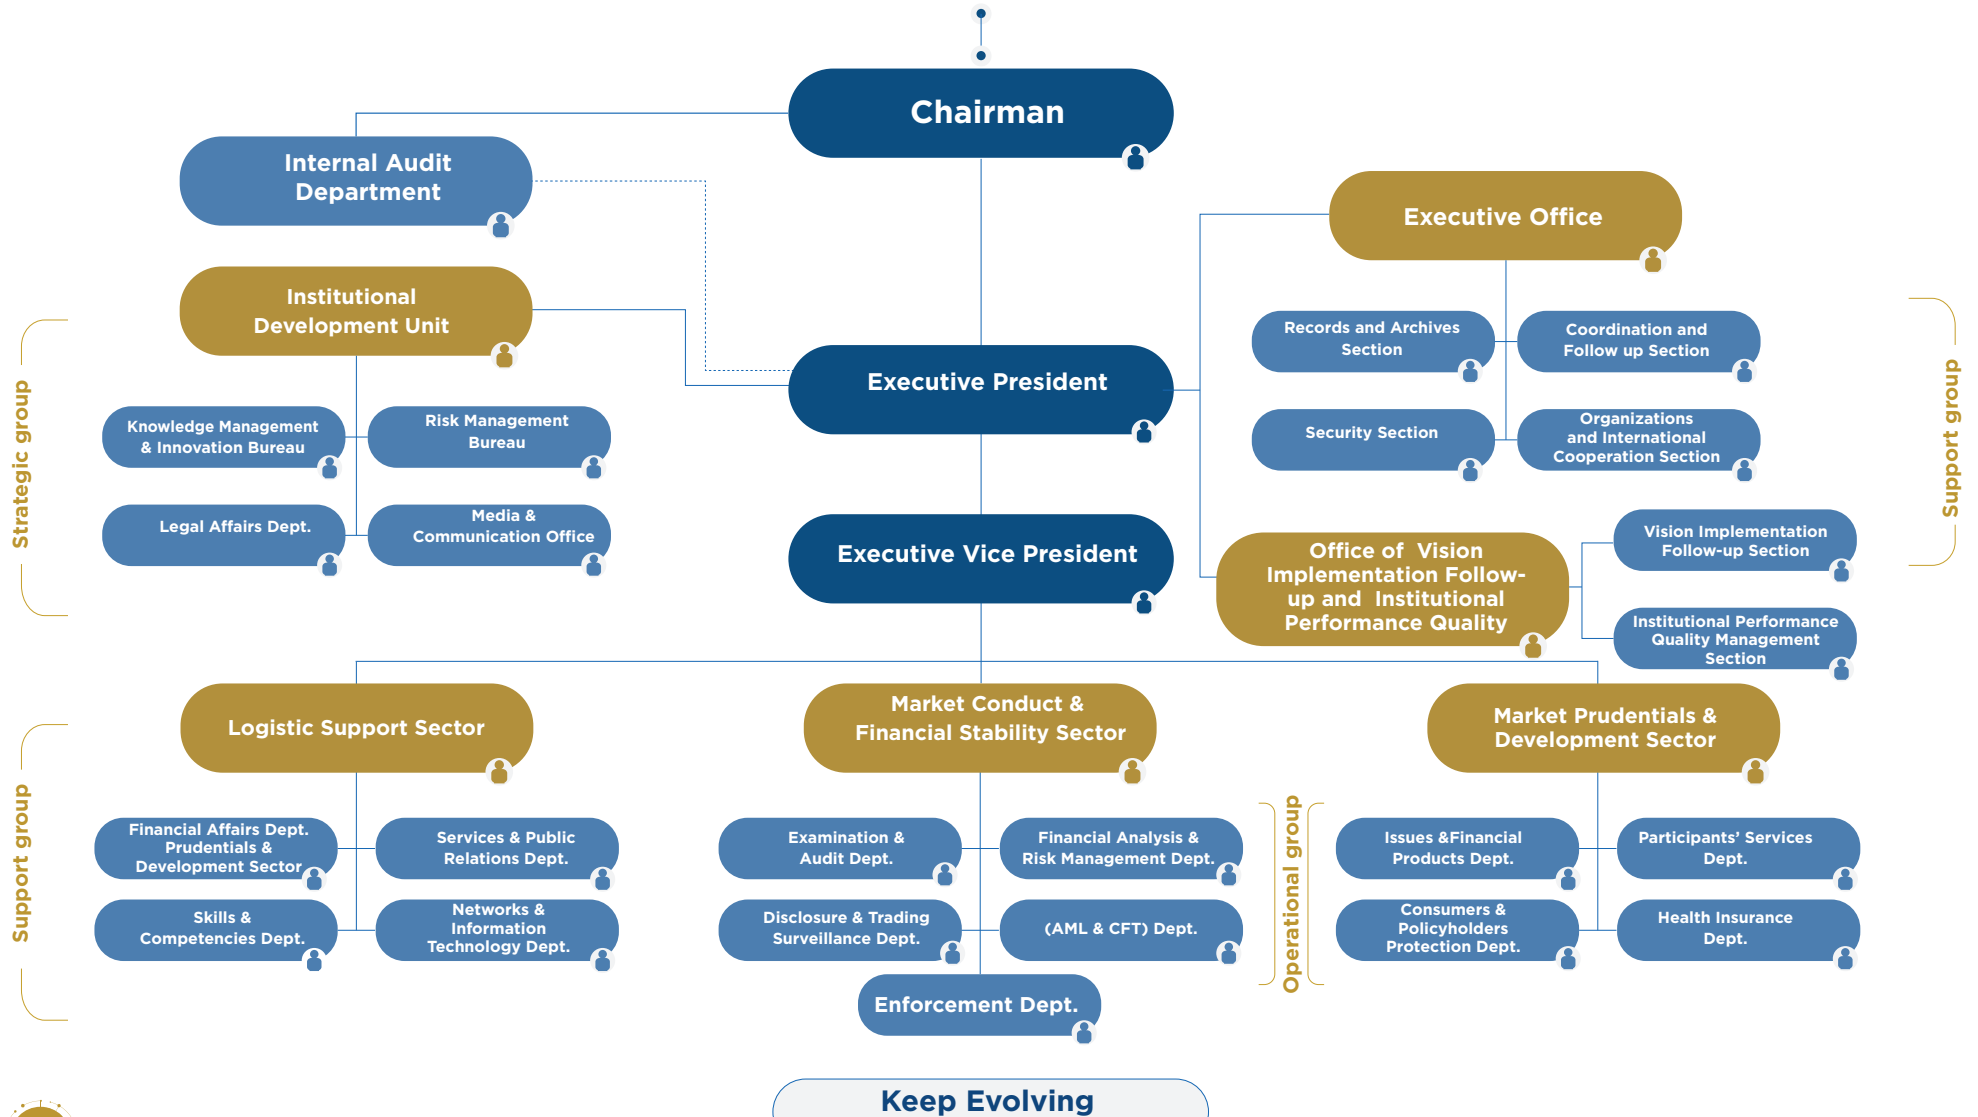 Chairman
Internal Audit
Department
Executive Office
Institutional
Development Unit
Records and Archives
Section
Coordination and
Follow up Section
Executive President
Strategic group
Knowledge Management
& Innovation Bureau
Risk Management
Bureau
Security Section
Organizations
and International
Cooperation Section
Support group
Legal Affairs Dept.
Media &
Communication Office
Executive Vice President
Office of Vision
Implementation Follow-
up and Institutional
Performance Quality
Vision Implementation
Follow-up Section
Institutional Performance
Quality Management
Section
Logistic Support Sector
Market Conduct &
Financial Stability Sector
Market Prudentials &
Development Sector
Support group
Financial Affairs Dept.
Prudentials &
Development Sector
Services & Public
Relations Dept.
Skills &
Competencies Dept.
Networks &
Information
Technology Dept.
Examination &
Audit Dept.
Financial Analysis &
Risk Management Dept.
Disclosure & Trading
Surveillance Dept.
(AML & CFT) Dept.
Enforcement Dept.
Operational group
Issues &Financial
Products Dept.
Participants’ Services
Dept.
Consumers &
Policyholders
Protection Dept.
Health Insurance
Dept.
Keep Evolving